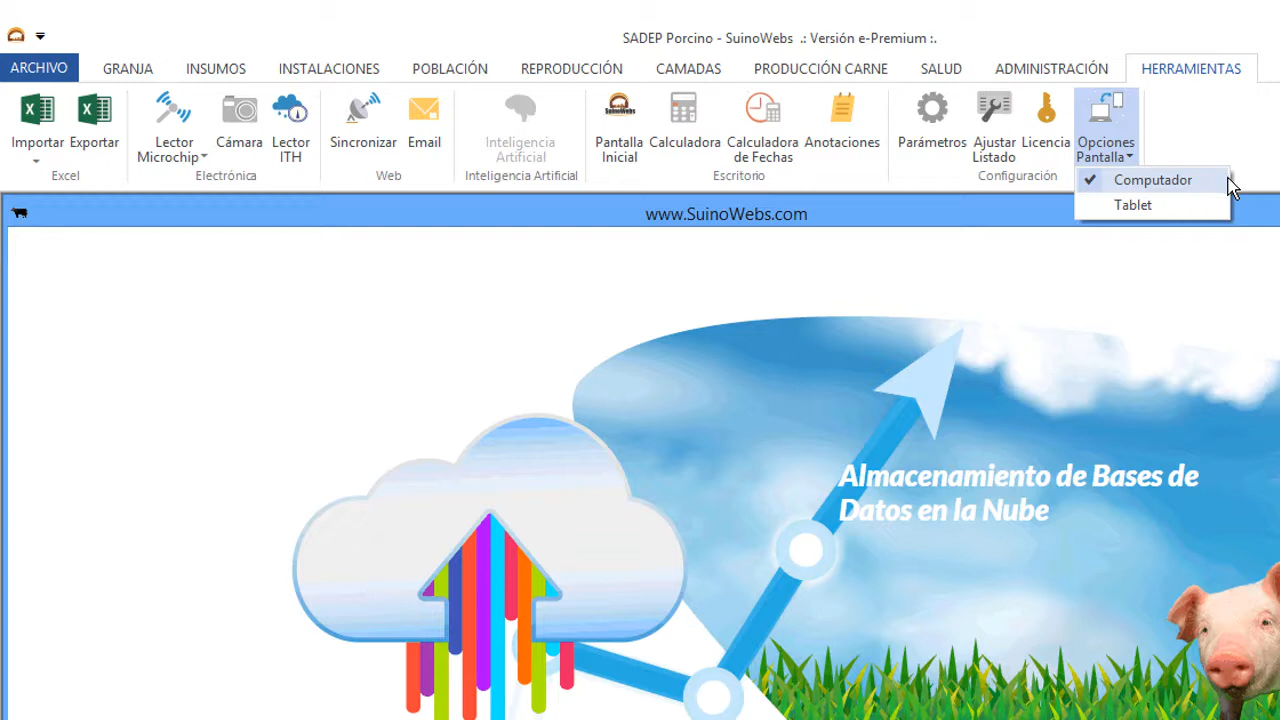 SADEP Porcino - SuinoWebs .: Versión e-Premium :.
ARCHIVO GRANJA INSUMOS INSTALACIONES POBLACIÓN REPRODUCCIÓN CAMADAS PRODUCCIÓN CARNE SALUD ADMINISTRACIÓN HERRAMIENTAS
Importar Exportar Lector Cámara Lector Sincronizar Email Inteligencia Pantalla Calculadora Calculadora Anotaciones Parámetros Ajustar Licencia Opciones
Microchip ITH Artificial Inicial de Fechas Listado Pantalla
Excel Electrónica Web Inteligencia Artificial Escritorio Configuración
Computador
Tablet
www.SuinoWebs.com
Almacenamiento de Bases de
Datos en la Nube